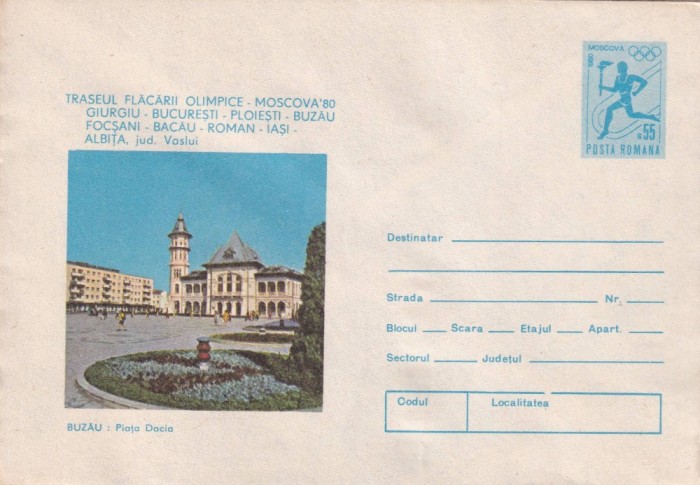 TRASEUL FLĂCĂRII OLIMPICE - MOSCOVA'80
GIURGIU - BUCUREȘTI - PLOIEȘTI - BUZĂU
FOCȘANI - BACĂU - ROMAN - IAȘI -
ALBIȚA, jud. Vaslui
MOSCOVA
80
55
POSTA ROMANA
Destinatar
Strada Nr.
Blocul Scara Etajul Apart.
Sectorul Județul
Codul Localitatea
BUZĂU : Piața Dacia